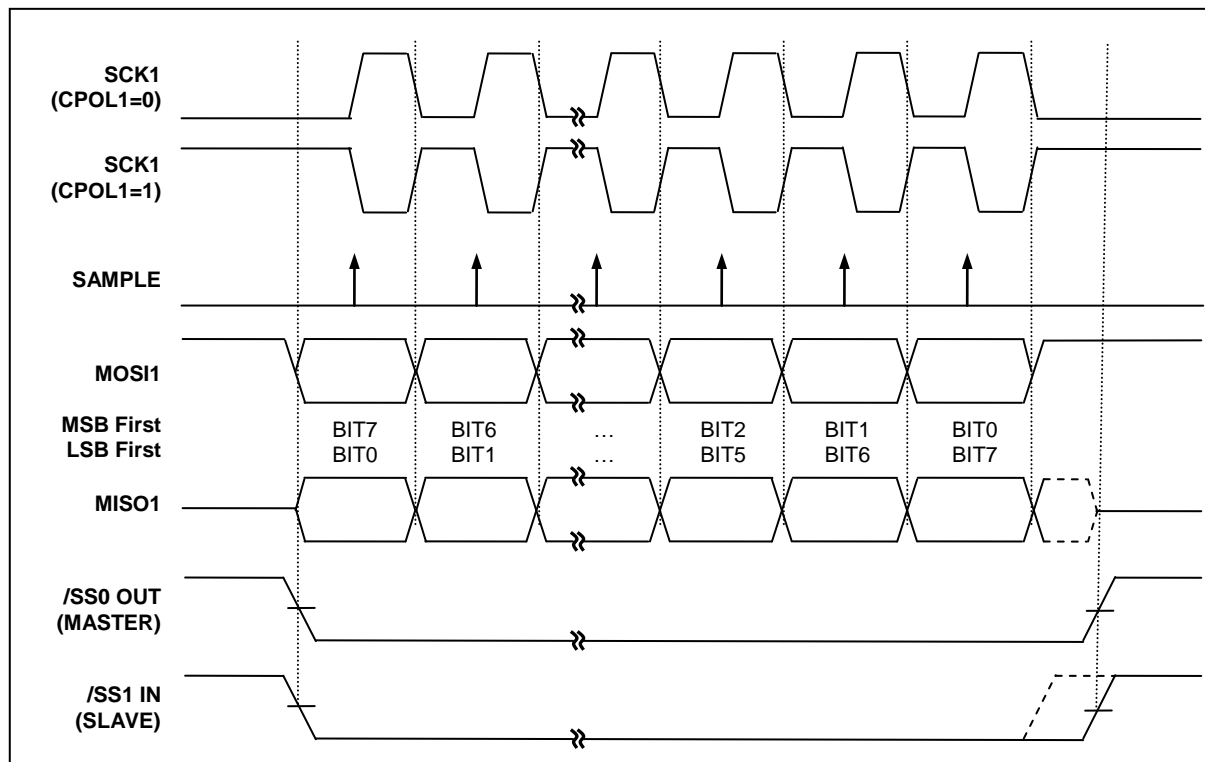 SCK1
(CPOL1=0)
SCK1
(CPOL1=1)
SAMPLE
MOSI1
MSB First BIT7 BIT6 … BIT2 BIT1 BIT0
LSB First BIT0 BIT1 … BIT5 BIT6 BIT7
MISO1
/SS0 OUT
(MASTER)
/SS1 IN
(SLAVE)